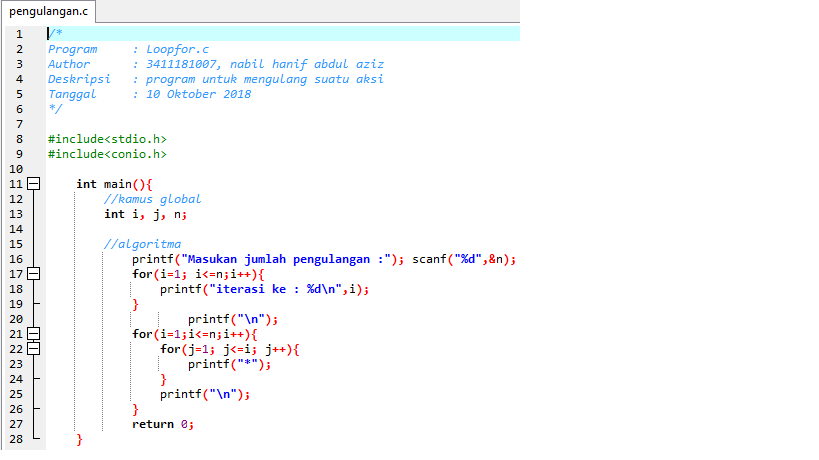 pengulangan.c
1 /*
2 Program : Loopfor.c
3 Author : 3411181007, nabil hanif abdul aziz
4 Deskripsi : program untuk mengulang suatu aksi
5 Tanggal : 10 Oktober 2018
6 */
7
8 #include<stdio.h>
9 #include<conio.h>
10
11 int main(){
12 //kamus global
13 int i, j, n;
14
15 //algoritma
16 printf("Masukan jumlah pengulangan :"); scanf("%d",&n);
17 for(i=1; i<=n;i++){
18 printf("iterasi ke : %d\n",i);
19 }
20 printf("\n");
21 for(i=1;i<=n;i++){
22 for(j=1; j<=i; j++){
23 printf("*");
24 }
25 printf("\n");
26 }
27 return 0;
28 }